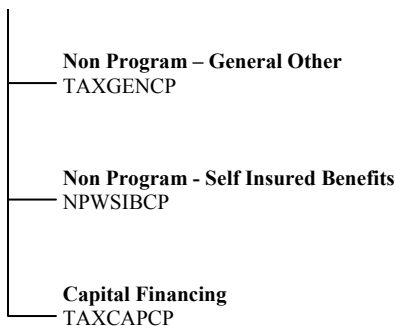 Non Program – General Other
TAXGENCP
Non Program - Self Insured Benefits
NPWSIBCP
Capital Financing
TAXCAPCP